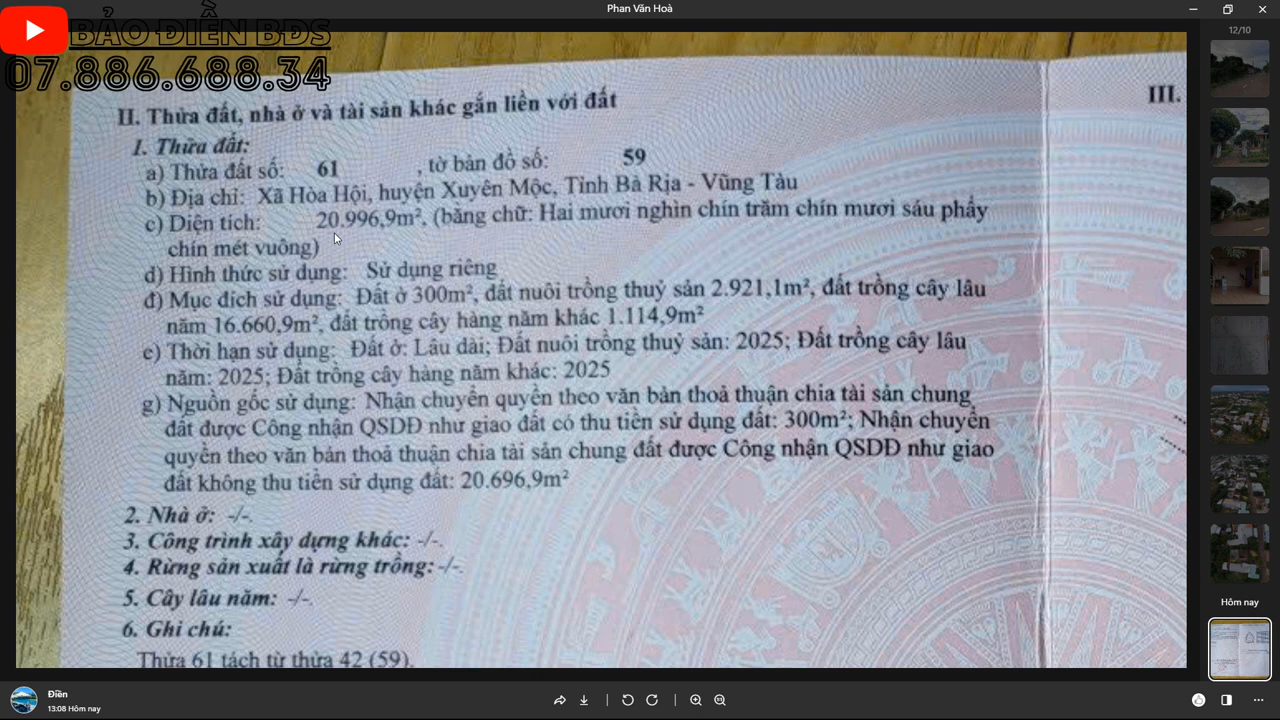 Phan Văn Hoà
BẢO ĐIỀN BĐS
07.886.688.34
12/10
II. Thửa đất, nhà ở và tài sản khác gắn liền với đất
III.
1. Thửa đất:
a) Thửa đất số: 61 , tờ bản đồ số: 59
b) Địa chỉ: Xã Hòa Hội, huyện Xuyên Mộc, Tỉnh Bà Rịa - Vũng Tàu
c) Diện tích: 20.996,9m², (bằng chữ: Hai mươi nghìn chín trăm chín mươi sáu phẩy
chín mét vuông)
d) Hình thức sử dụng: Sử dụng riêng
đ) Mục đích sử dụng: Đất ở 300m², đất nuôi trồng thuỷ sản 2.921,1m², đất trồng cây lâu
năm 16.660,9m², đất trồng cây hàng năm khác 1.114,9m²
e) Thời hạn sử dụng: Đất ở: Lâu dài; Đất nuôi trồng thuỷ sản: 2025; Đất trồng cây lâu
năm: 2025; Đất trồng cây hàng năm khác: 2025
g) Nguồn gốc sử dụng: Nhận chuyển quyền theo văn bản thoả thuận chia tài sản chung
đất được Công nhận QSDĐ như giao đất có thu tiền sử dụng đất: 300m²; Nhận chuyển
quyền theo văn bản thoả thuận chia tài sản chung đất được Công nhận QSDĐ như giao
đất không thu tiền sử dụng đất: 20.696,9m²
2. Nhà ở: -/-.
3. Công trình xây dựng khác: -/-.
4. Rừng sản xuất là rừng trồng: -/-.
5. Cây lâu năm: -/-.
6. Ghi chú:
Thửa 61 tách từ thửa 42 (59).
Hôm nay
Điền
13:08 Hôm nay